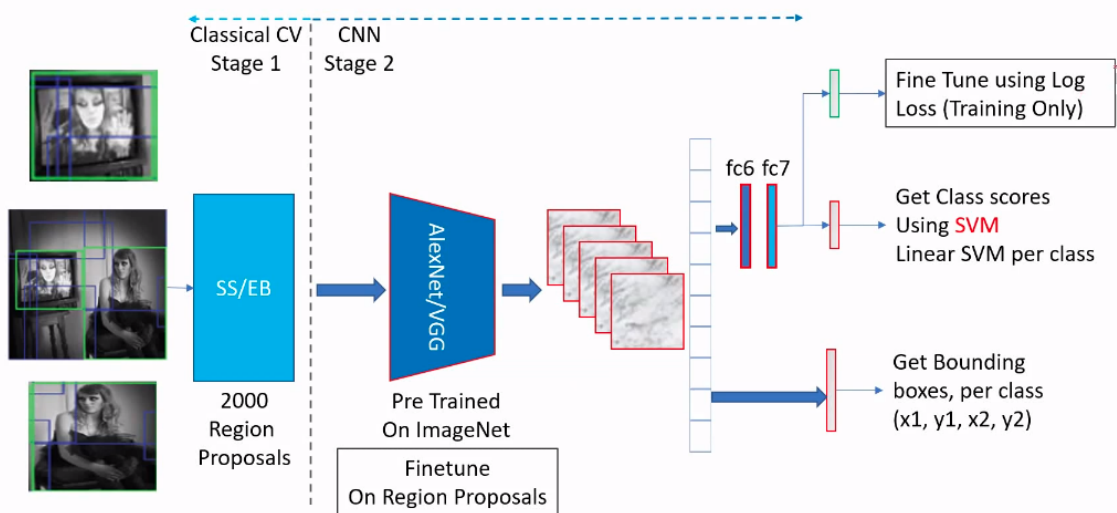 Classical CV
Stage 1
CNN
Stage 2
SS/EB
2000
Region
Proposals
AlexNet/VGG
Pre Trained
On ImageNet
Finetune
On Region Proposals
fc6
fc7
Fine Tune using Log
Loss (Training Only)
Get Class scores
Using SVM
Linear SVM per class
Get Bounding
boxes, per class
(x1, y1, x2, y2)